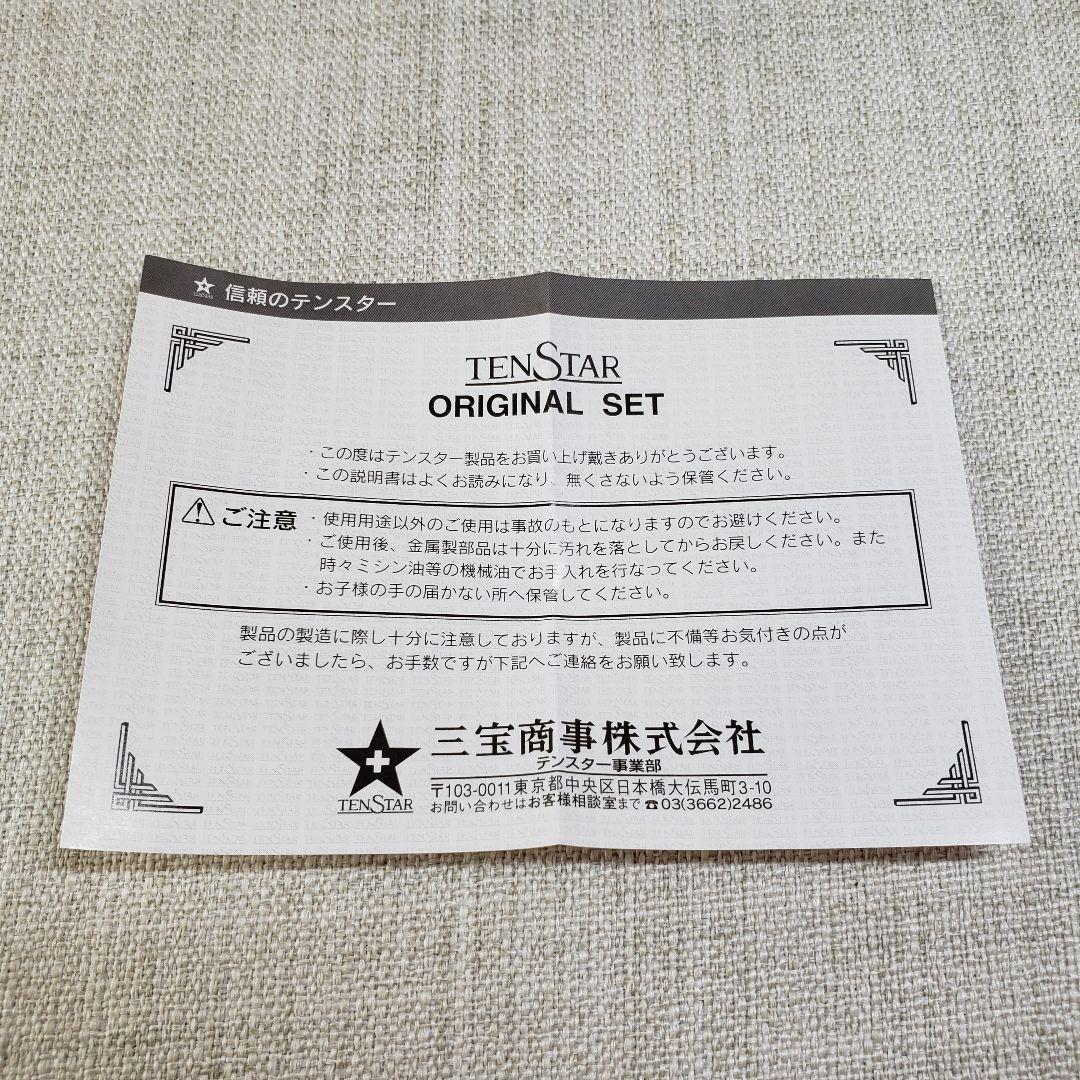 信頼のテンスター
TENSTAR
ORIGINAL SET
・この度はテンスター製品をお買い上げ戴きありがとうございます。
・この説明書はよくお読みになり、無くさないよう保管ください。
ご注意 ・使用用途以外のご使用は事故のもとになりますのでお避けください。
・ご使用後、金属製部品は十分に汚れを落としてからお戻しください。また
時々ミシン油等の機械油でお手入れを行なってください。
・お子様の手の届かない所へ保管してください。
製品の製造に際し十分に注意しておりますが、製品に不備等お気付きの点が
ございましたら、お手数ですが下記へご連絡をお願い致します。
三宝商事株式会社
テンスター事業部
TENSTAR
〒103-0011東京都中央区日本橋大伝馬町3-10
お問い合わせはお客様相談室まで☎03(3662)2486